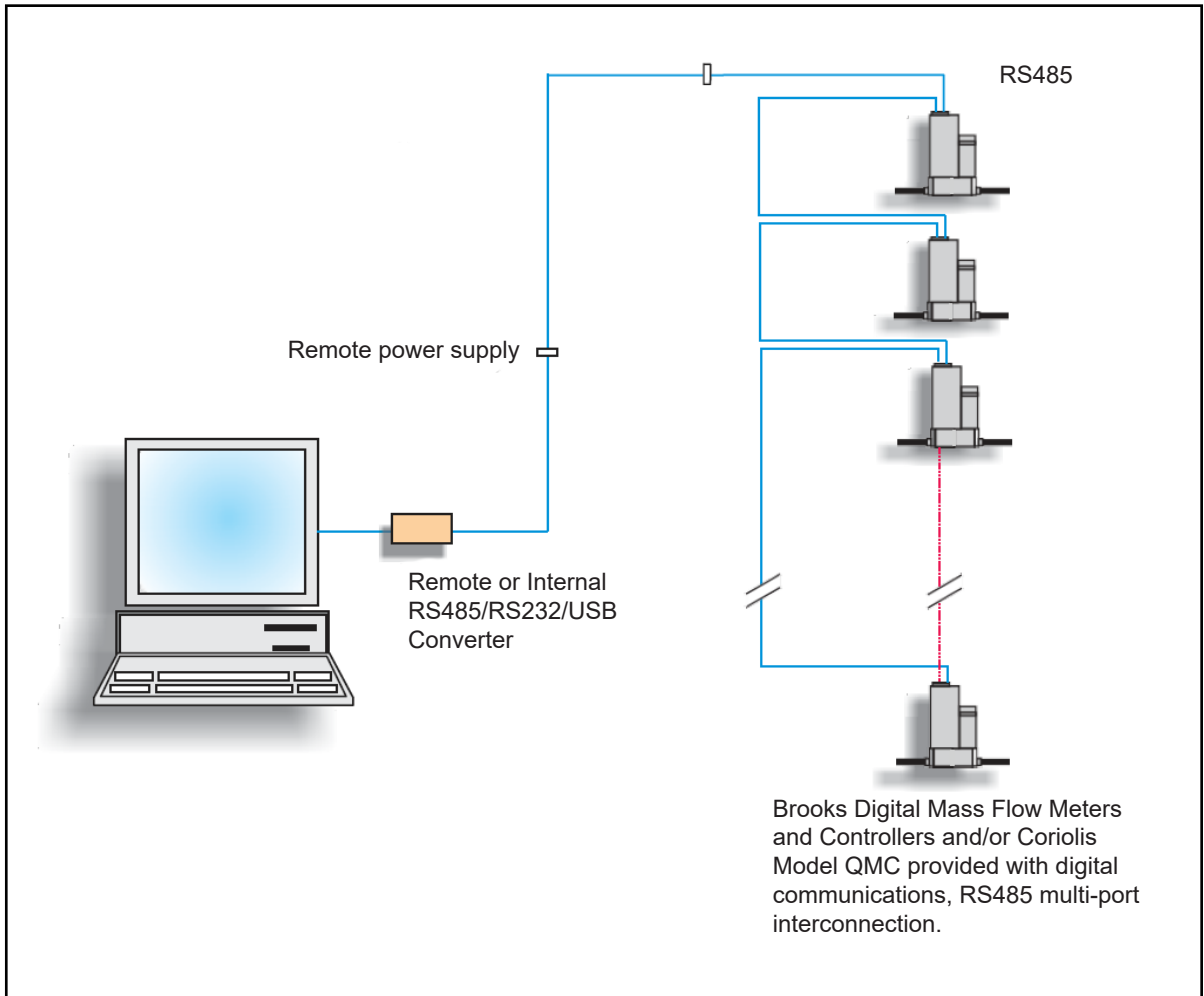 RS485
Remote power supply
Remote or Internal
RS485/RS232/USB
Converter
Brooks Digital Mass Flow Meters
and Controllers and/or Coriolis
Model QMC provided with digital
communications, RS485 multi-port
interconnection.